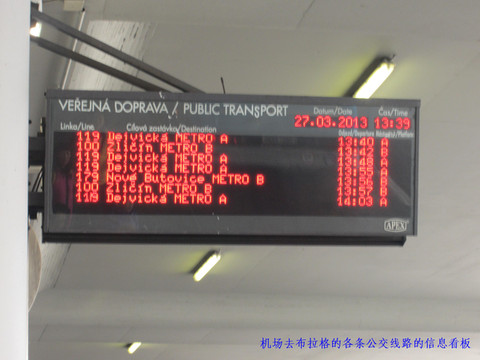 VEŘEJNÁ DOPRAVA / PUBLIC TRANSPORT
Datum/Date Čas/Time
27.03.2013 13:39
Linka/Line Cílová zastávka/Destination Odjezd/Departure
119 Dejvická METRO A 13:40 A
100 Zličín METRO B 13:42 B
119 Dejvická METRO A 13:48 A
119 Dejvická METRO A 13:55 A
179 Nové Butovice METRO B 13:56 B
100 Zličín METRO B 13:57 B
119 Dejvická METRO A 14:03 A
APEX
机场去布拉格的各条公交线路的信息看板